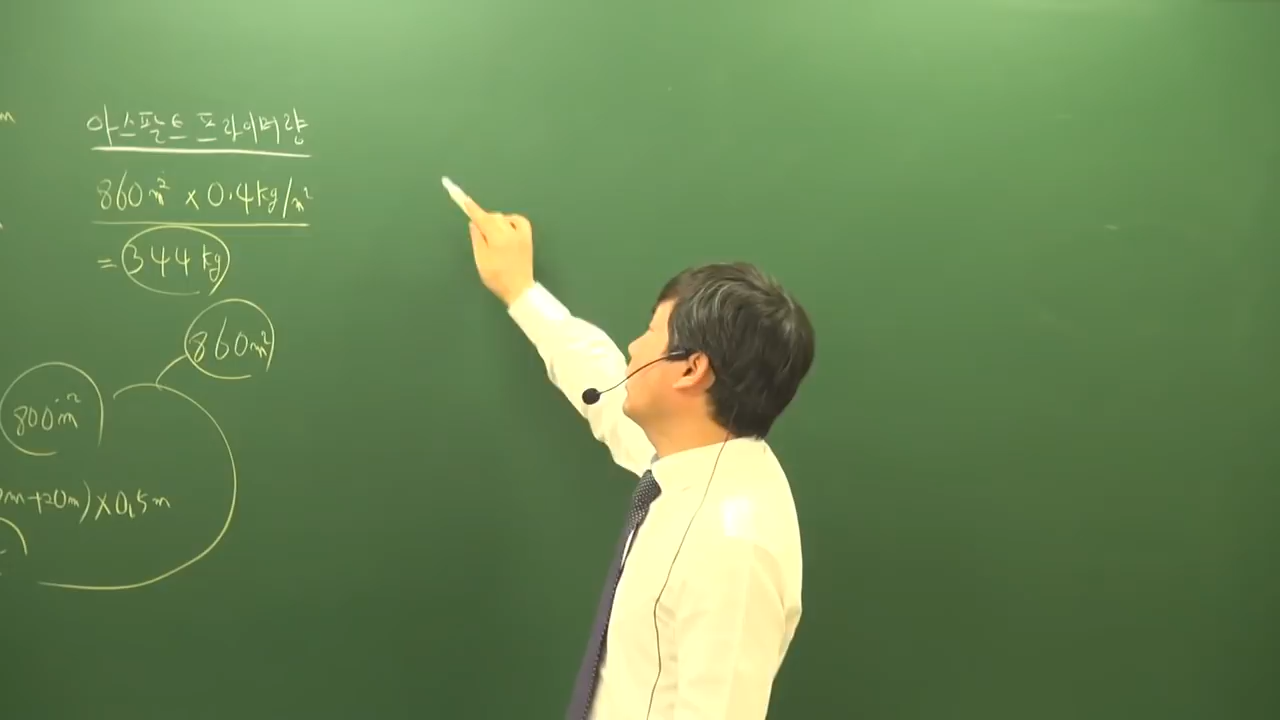 m
아스팔트 프라이머량
860m² × 0.4kg/m²
= 344 kg
860m²
800m²
0m+20m)×0.5m